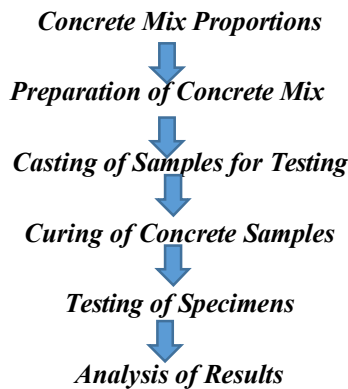 Concrete Mix Proportions
Preparation of Concrete Mix
Casting of Samples for Testing
Curing of Concrete Samples
Testing of Specimens
Analysis of Results